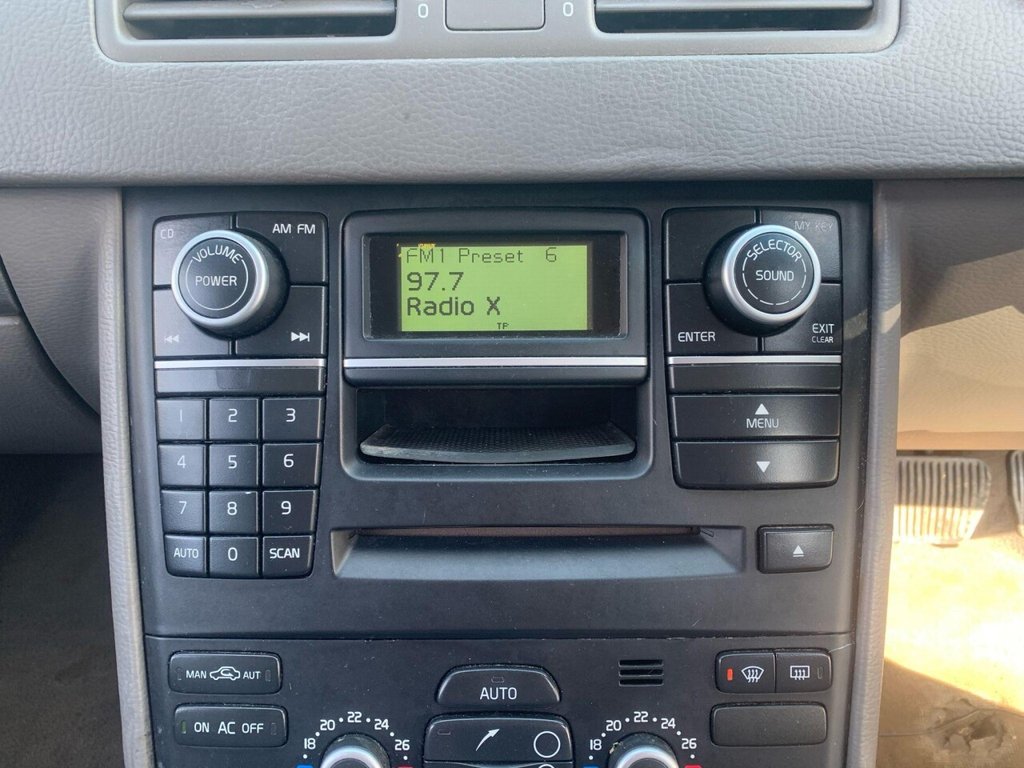 0 0
CD AM FM
VOLUME
POWER
FM1 Preset 6
97.7
Radio X
TP
MY KEY
SELECTOR
SOUND
ENTER
EXIT
CLEAR
1 2 3
MENU
4 5 6
7 8 9
AUTO 0 SCAN
MAN AUT
AUTO
ON AC OFF
18 20 22 24 26
18 20 22 24 26